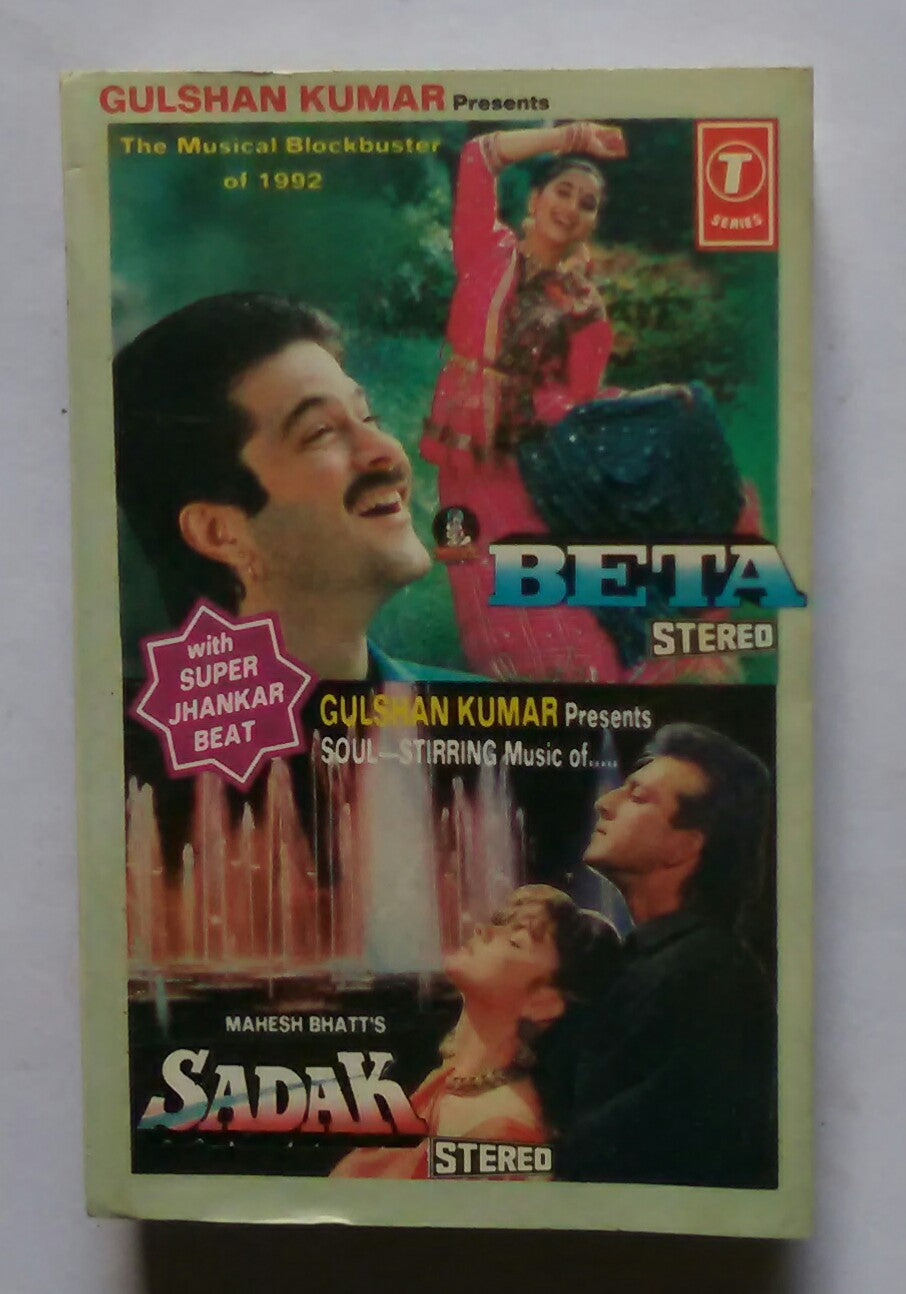 GULSHAN KUMAR Presents
The Musical Blockbuster
of 1992
T
SERIES
BETA
STEREO
with
SUPER
JHANKAR
BEAT
GULSHAN KUMAR Presents
SOUL-STIRRING Music of.....
MAHESH BHATT'S
SADAK
STEREO